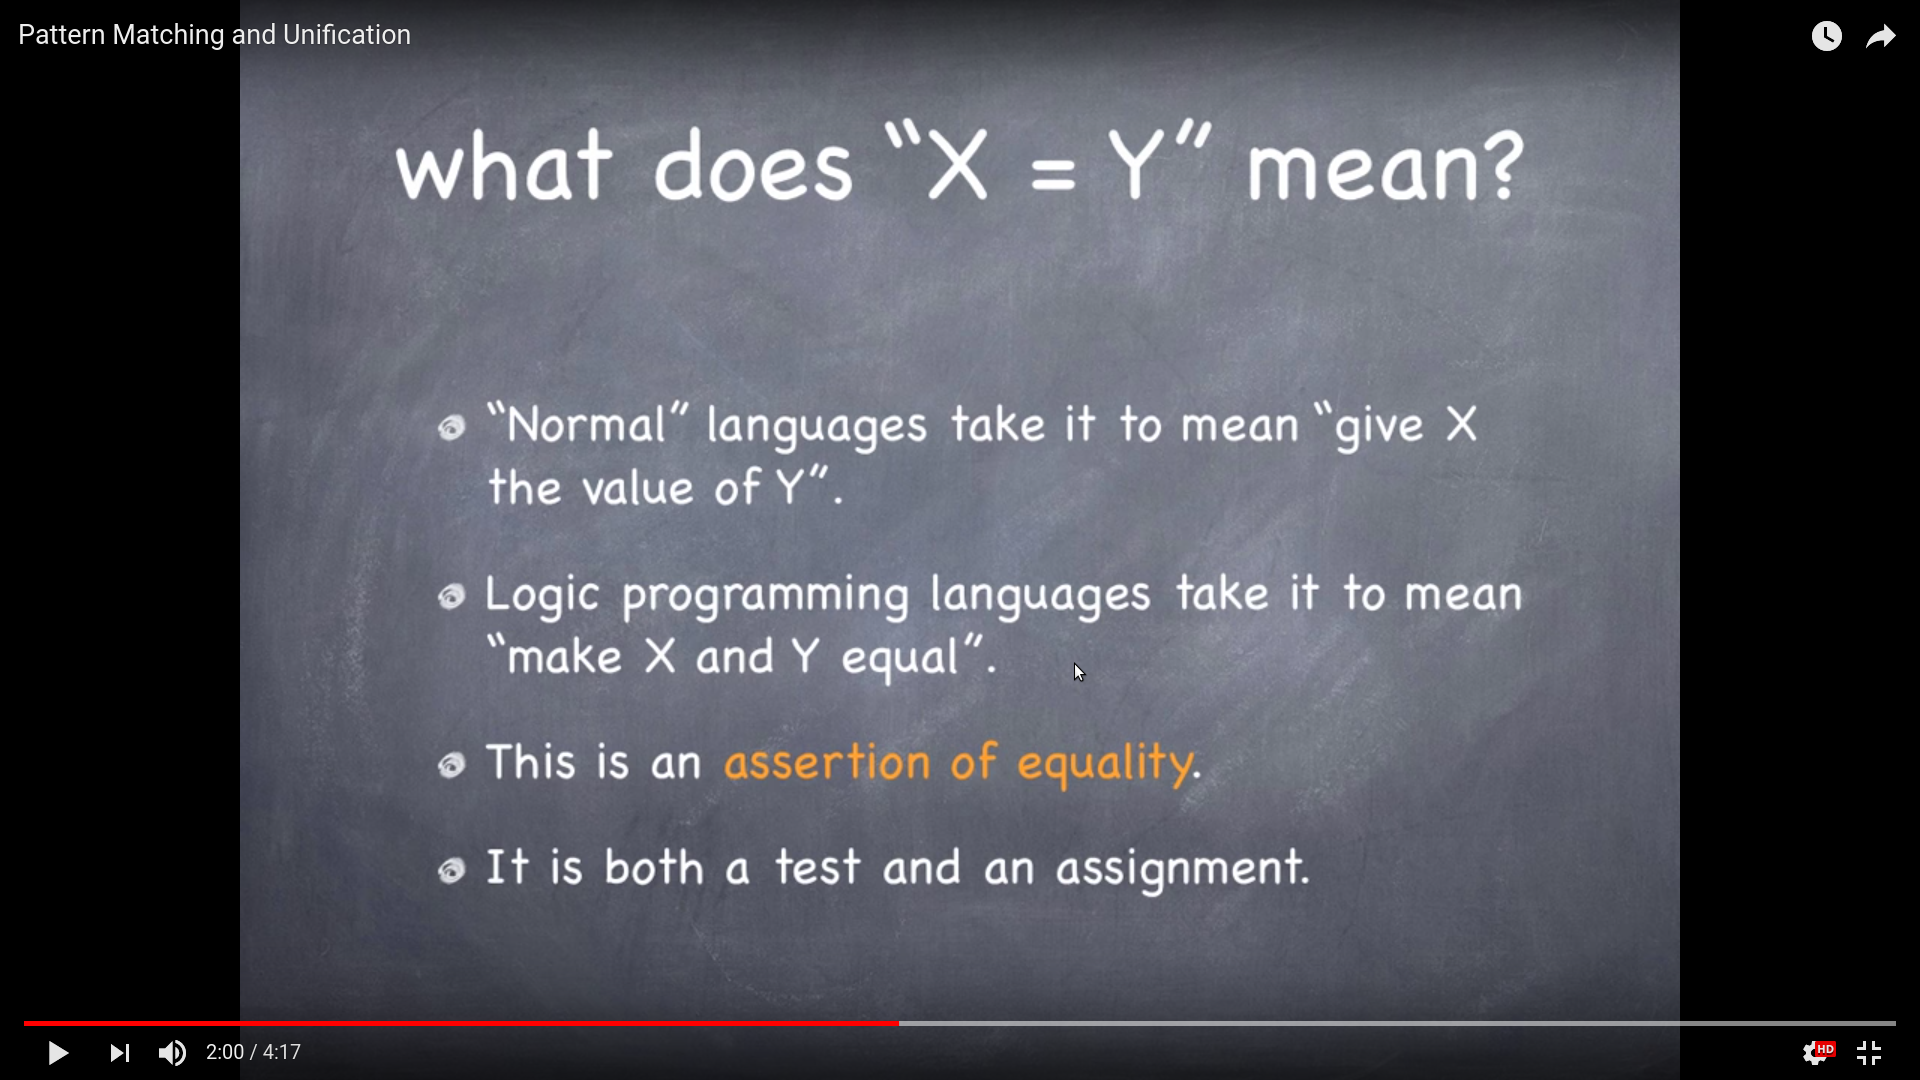 Pattern Matching and Unification
what does “X = Y” mean?
“Normal” languages take it to mean “give X
the value of Y”.
Logic programming languages take it to mean
“make X and Y equal”.
This is an assertion of equality.
It is both a test and an assignment.
2:00 / 4:17
HD